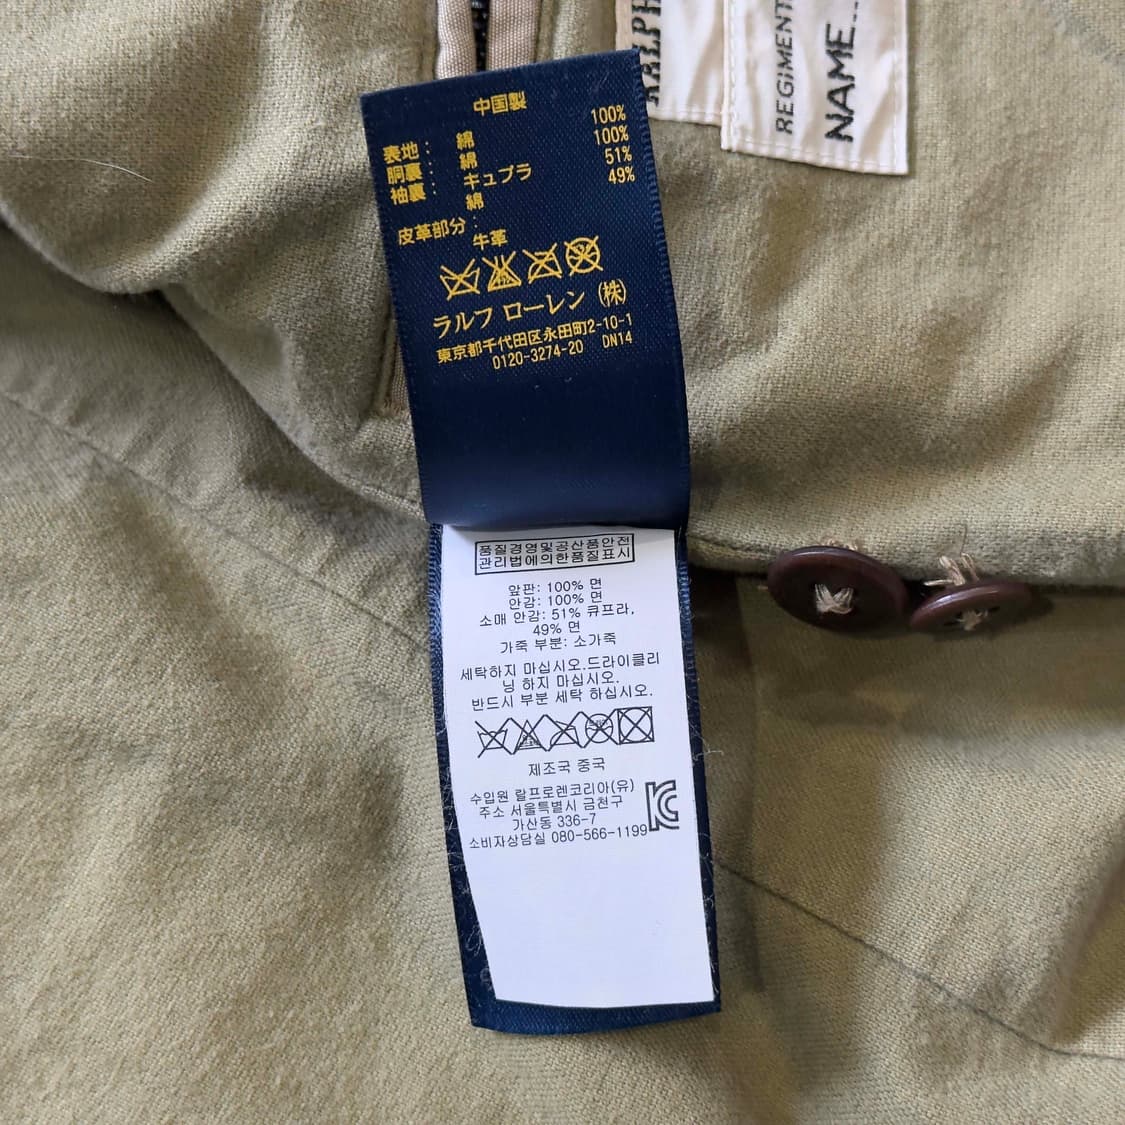 RALPH
REGIMENT
NAME...
中国製
表地: 綿 100%
胴裏: 綿 100%
袖裏: キュプラ 51%
綿 49%
皮革部分:
牛革
ラルフ ローレン (株)
東京都千代田区永田町2-10-1
0120-3274-20 DN14
품질경영및공산품안전
관리법에의한품질표시
앞판: 100% 면
안감: 100% 면
소매 안감: 51% 큐프라,
49% 면
가죽 부분: 소가죽
세탁하지 마십시오.드라이클리
닝 하지 마십시오.
반드시 부분 세탁 하십시오.
제조국 중국
수입원 랄프로렌코리아(유)
주소 서울특별시 금천구
가산동 336-7
소비자상담실 080-566-1199